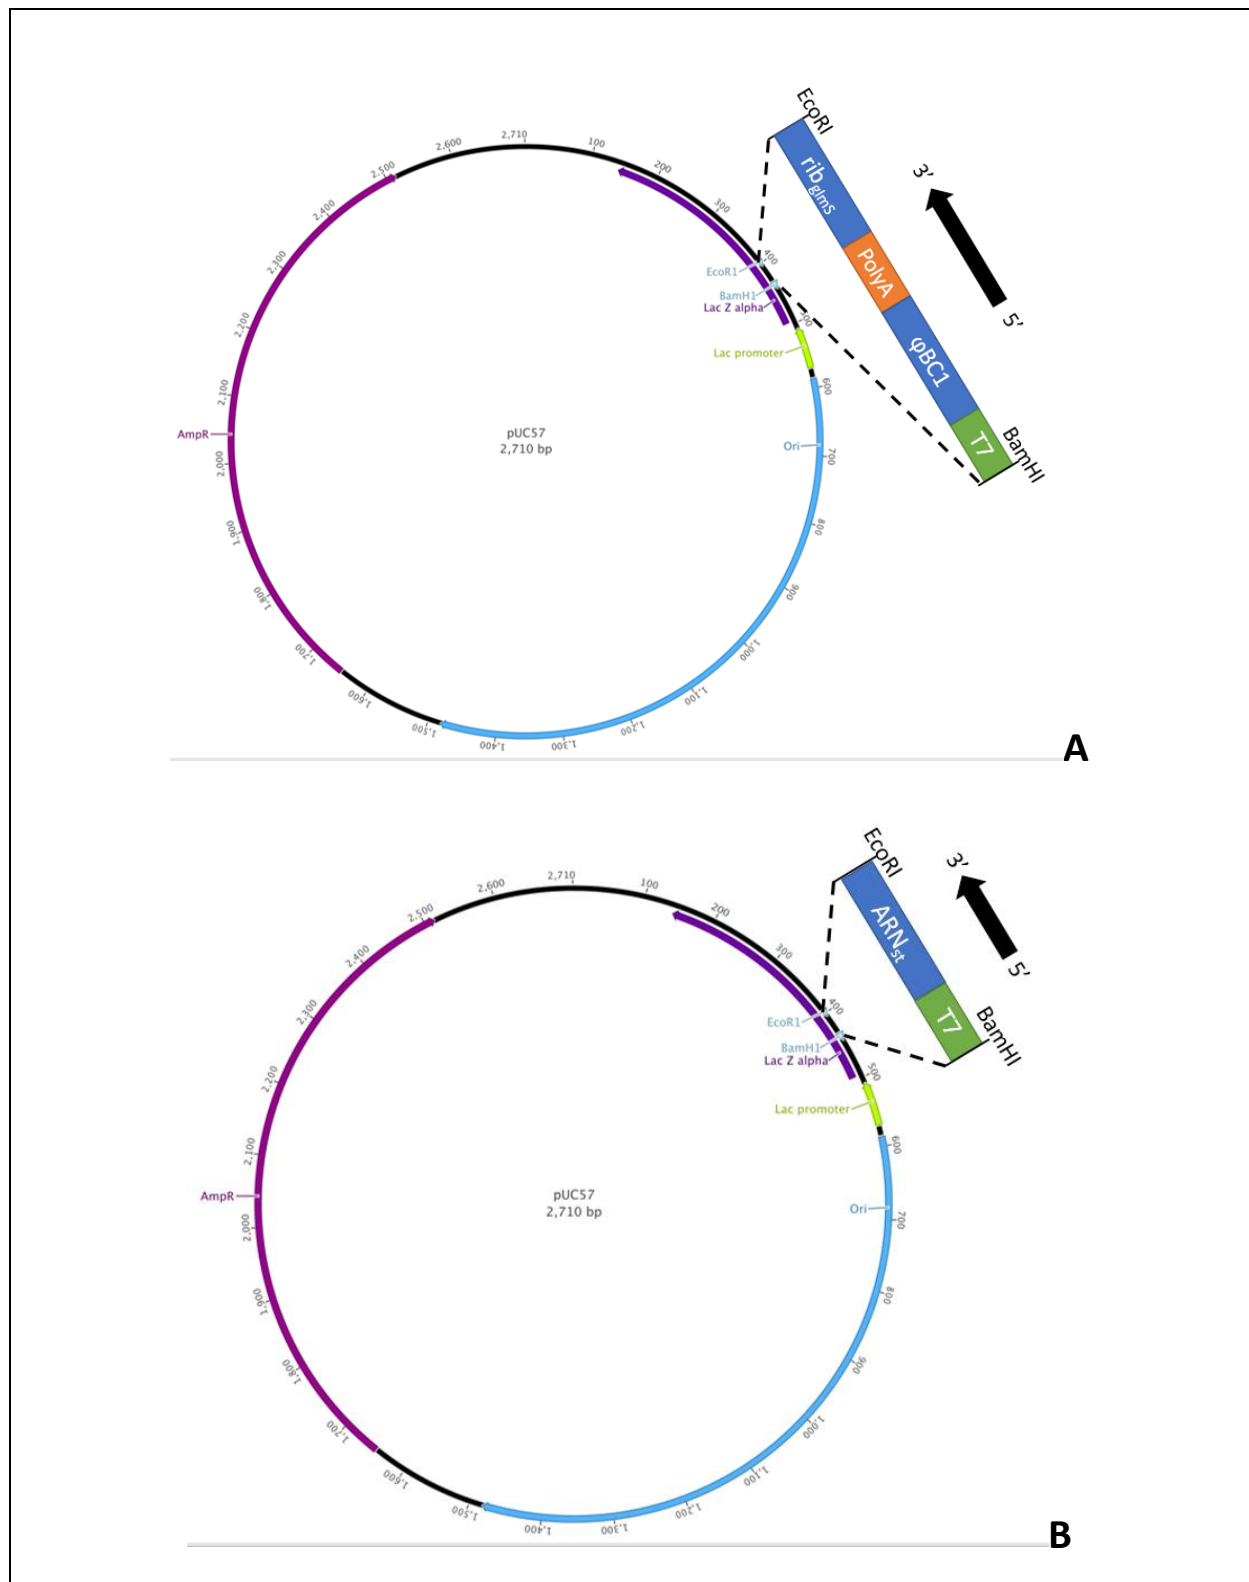 EcoRI
rib glmS
PolyA
φBC1
T7
BamHI
3’
5’
2,710
100
200
300
400
500
600
700
800
900
1,000
1,100
1,200
1,300
1,400
1,500
1,600
1,700
1,800
1,900
2,000
2,100
2,200
2,300
2,400
2,500
2,600
EcoR1
BamH1
Lac Z alpha
Lac promoter
Ori
AmpR
pUC57
2,710 bp
A
EcoRI
ARNst
T7
BamHI
3’
5’
2,710
100
200
300
400
500
600
700
800
900
1,000
1,100
1,200
1,300
1,400
1,500
1,600
1,700
1,800
1,900
2,000
2,100
2,200
2,300
2,400
2,500
2,600
EcoR1
BamH1
Lac Z alpha
Lac promoter
Ori
AmpR
pUC57
2,710 bp
B